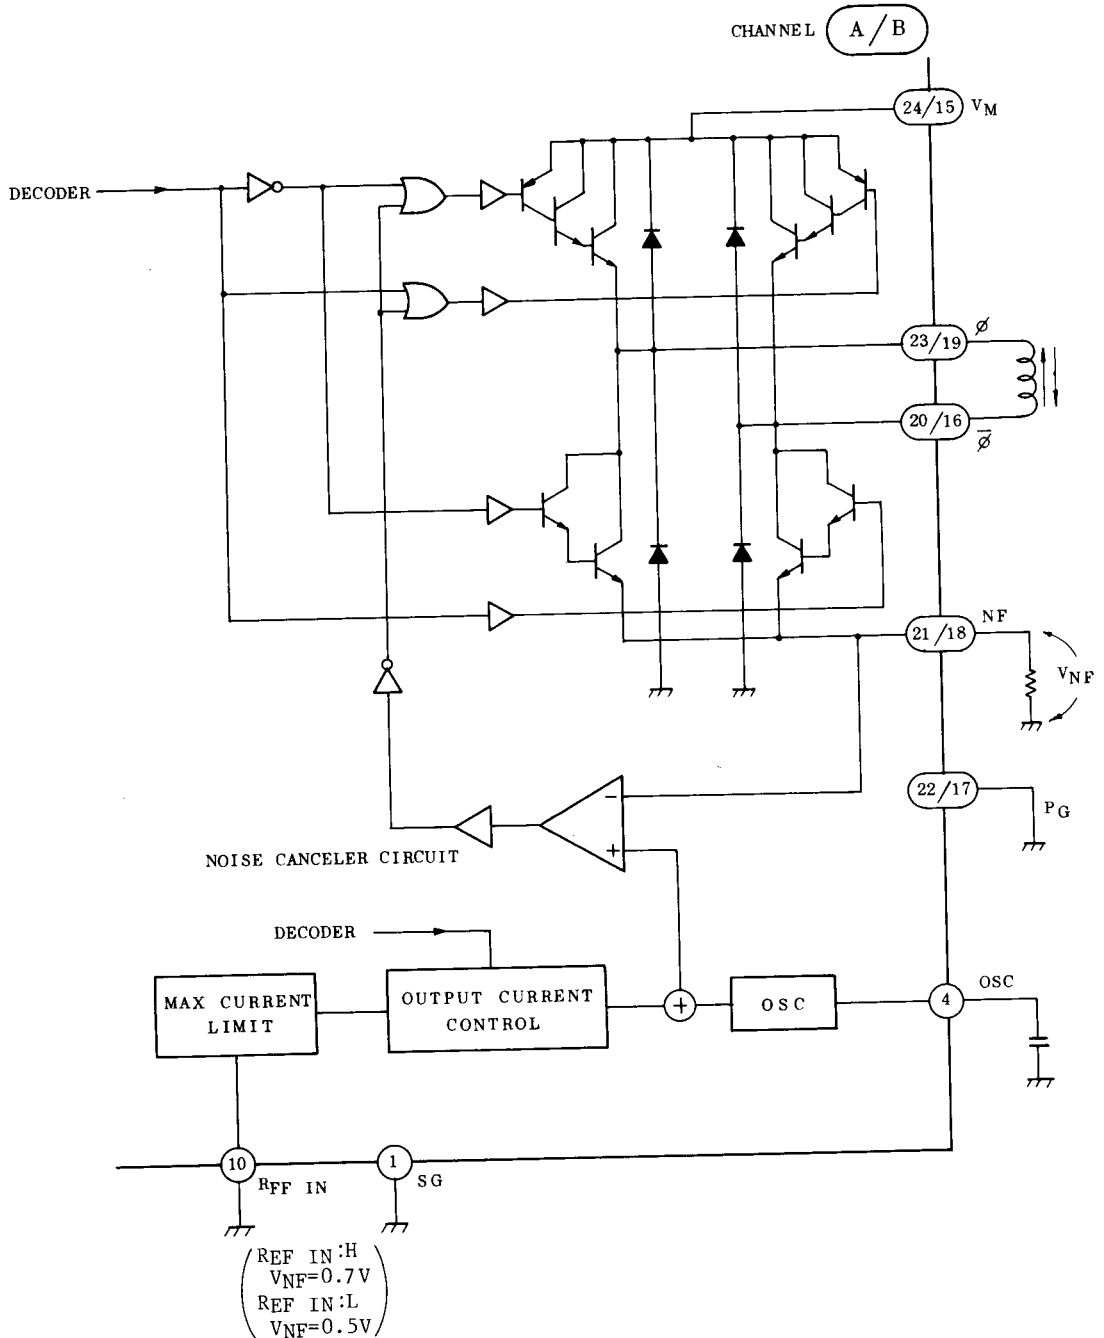 CHANNEL A/B
24/15 VM
DECODER
23/19 φ
20/16 φ̅
21/18 NF
VNF
22/17 PG
−
+
NOISE CANCELER CIRCUIT
DECODER
MAX CURRENT
LIMIT
OUTPUT CURRENT
CONTROL
+
OSC
4 OSC
10 RFF IN
1 SG
REF IN:H
VNF=0.7V
REF IN:L
VNF=0.5V